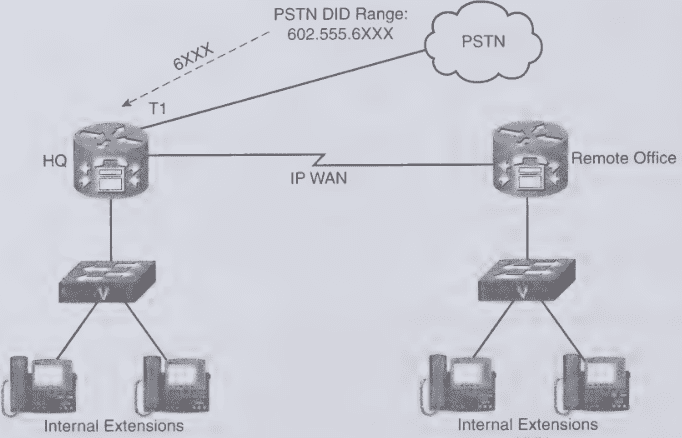 PSTN DID Range:
602.555.6XXX
PSTN
6XXX
T1
HQ
Remote Office
IP WAN
V
V
Internal Extensions
Internal Extensions